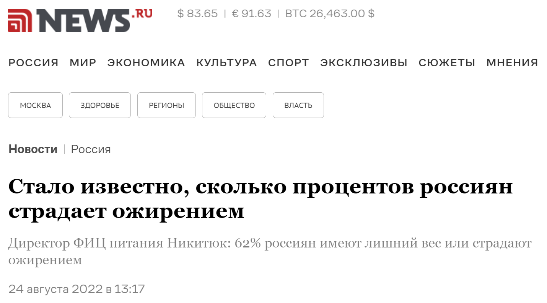 NEWS.RU
$ 83.65 | € 91.63 | BTC 26,463.00 $
РОССИЯ МИР ЭКОНОМИКА КУЛЬТУРА СПОРТ ЭКСКЛЮЗИВЫ СЮЖЕТЫ МНЕНИЯ
МОСКВА ЗДОРОВЬЕ РЕГИОНЫ ОБЩЕСТВО ВЛАСТЬ
Новости | Россия
Стало известно, сколько процентов россиян
страдает ожирением
Директор ФИЦ питания Никитюк: 62% россиян имеют лишний вес или страдают
ожирением
24 августа 2022 в 13:17